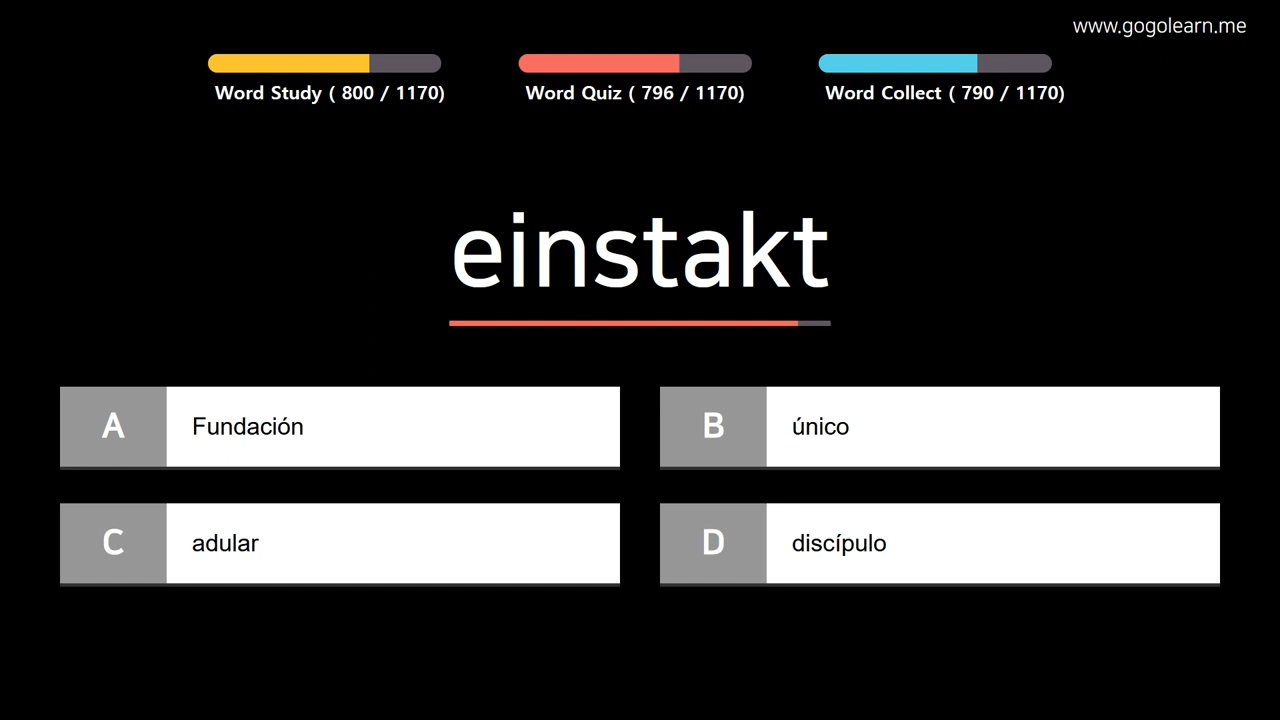 www.gogolearn.me
Word Study ( 800 / 1170)
Word Quiz ( 796 / 1170)
Word Collect ( 790 / 1170)
einstakt
A Fundación
B único
C adular
D discípulo